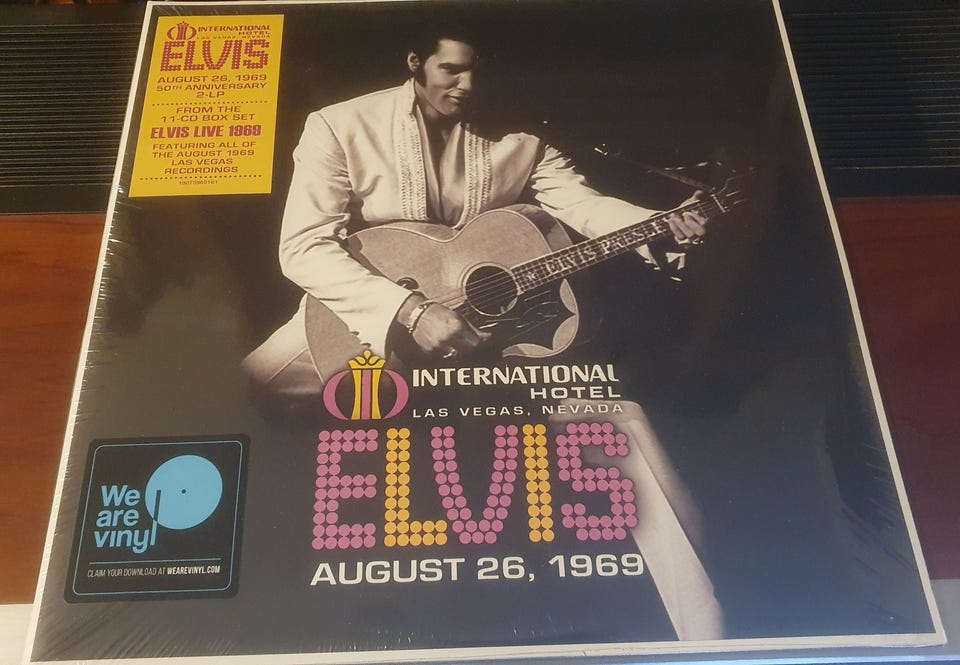 INTERNATIONAL
HOTEL
LAS VEGAS, NEVADA
ELVIS
AUGUST 26, 1969
50TH ANNIVERSARY
2-LP
FROM THE
11-CD BOX SET
ELVIS LIVE 1969
FEATURING ALL OF
THE AUGUST 1969
LAS VEGAS
RECORDINGS
ELVIS PRESLEY
INTERNATIONAL
HOTEL
LAS VEGAS, NEVADA
ELVIS
AUGUST 26, 1969
We
are
vinyl
CLAIM YOUR DOWNLOAD AT WEAREVINYL.COM